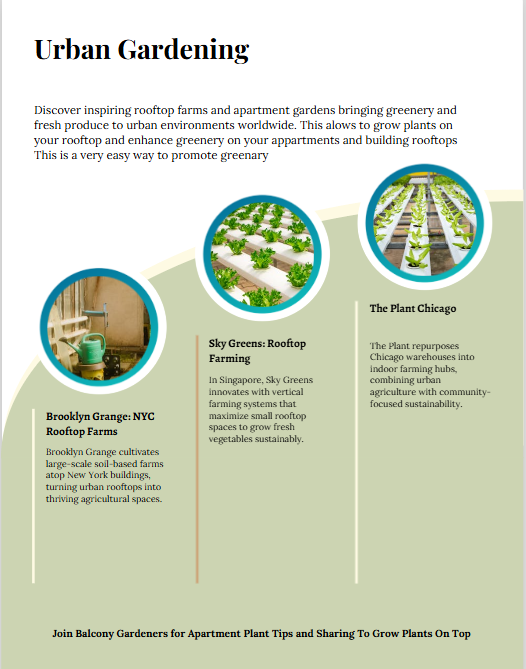 Urban Gardening
Discover inspiring rooftop farms and apartment gardens bringing greenery and
fresh produce to urban environments worldwide. This alows to grow plants on
your rooftop and enhance greenery on your appartments and building rooftops
This is a very easy way to promote greenary
Brooklyn Grange: NYC
Rooftop Farms
Brooklyn Grange cultivates
large-scale soil-based farms
atop New York buildings,
turning urban rooftops into
thriving agricultural spaces.
Sky Greens: Rooftop
Farming
In Singapore, Sky Greens
innovates with vertical
farming systems that
maximize small rooftop
spaces to grow fresh
vegetables sustainably.
The Plant Chicago
The Plant repurposes
Chicago warehouses into
indoor farming hubs,
combining urban
agriculture with community-
focused sustainability.
Join Balcony Gardeners for Apartment Plant Tips and Sharing To Grow Plants On Top